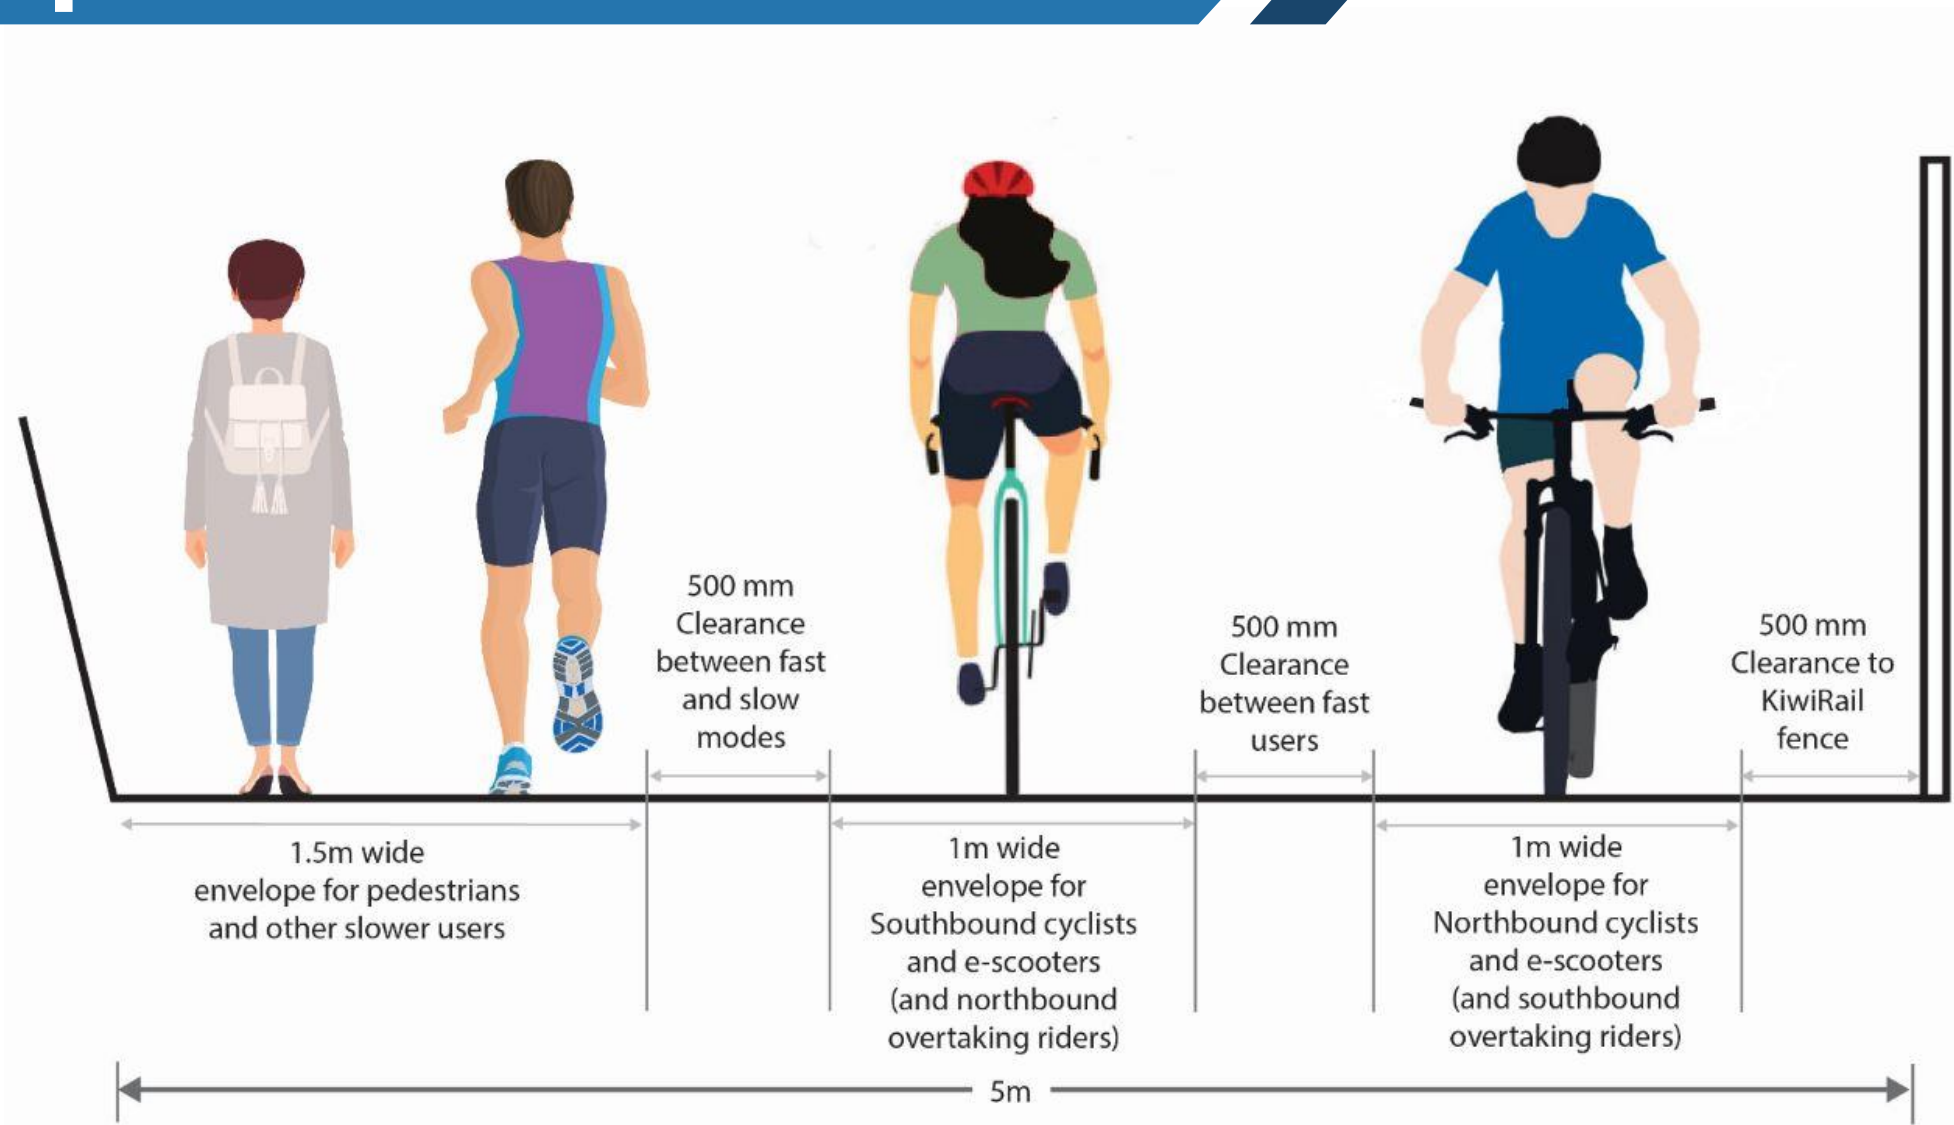 500 mm
Clearance
between fast
and slow
modes
500 mm
Clearance
between fast
users
500 mm
Clearance to
KiwiRail
fence
1.5m wide
envelope for pedestrians
and other slower users
1m wide
envelope for
Southbound cyclists
and e-scooters
(and northbound
overtaking riders)
1m wide
envelope for
Northbound cyclists
and e-scooters
(and southbound
overtaking riders)
5m